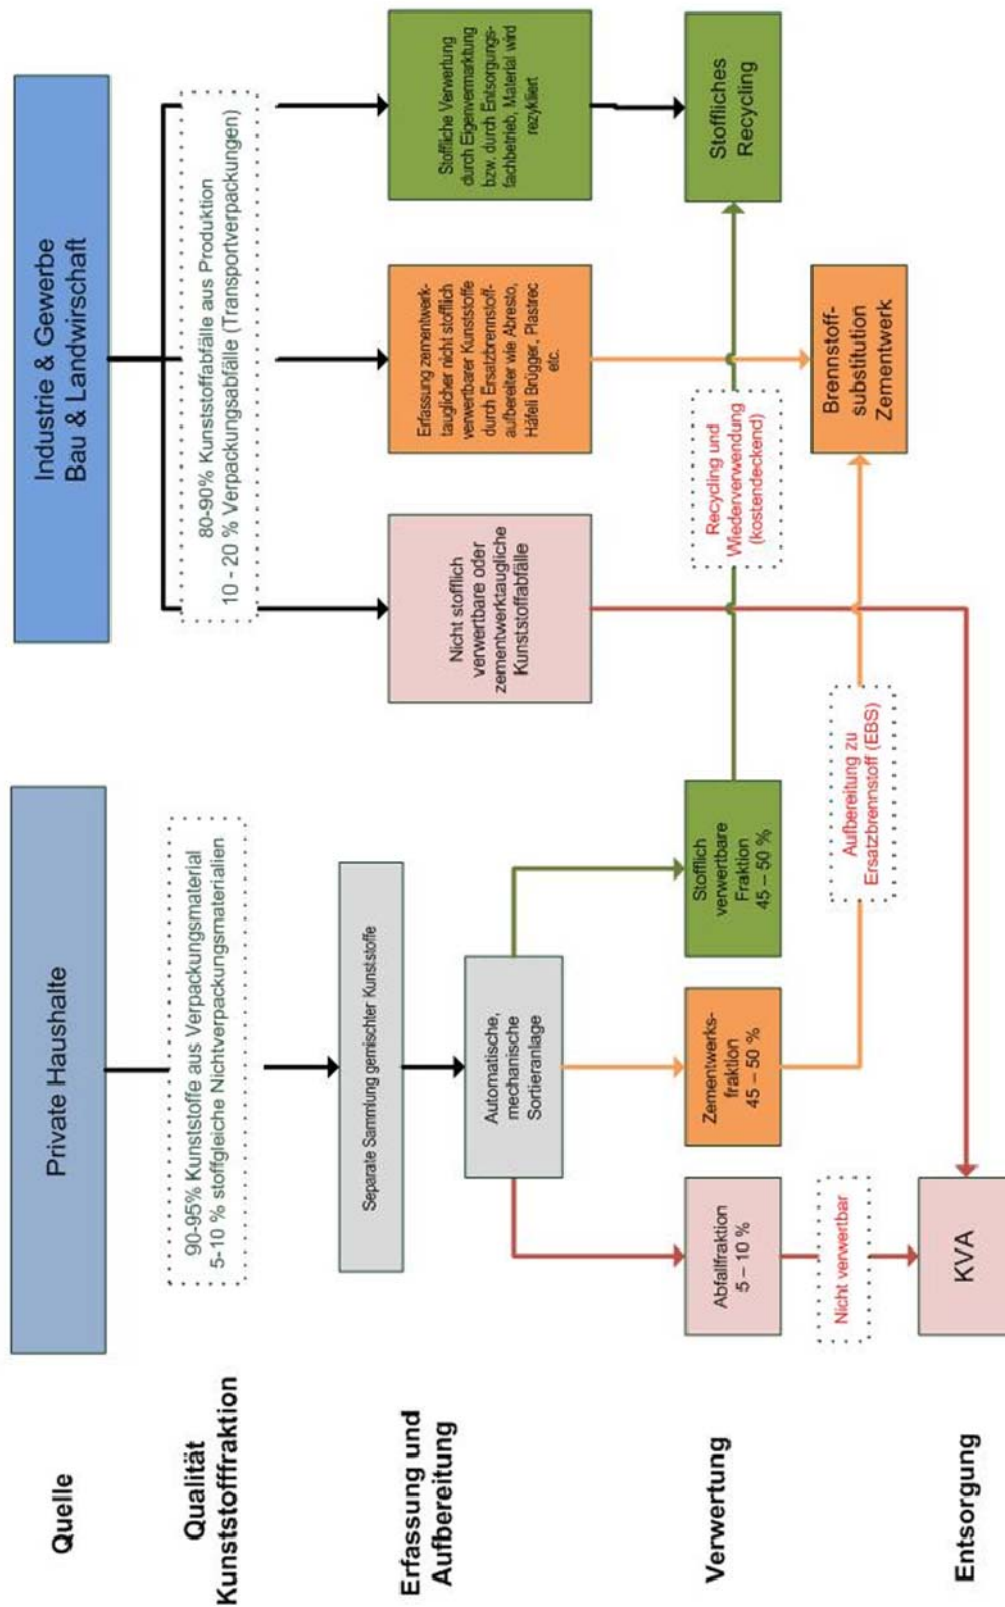 Quelle
Private Haushalte
Industrie & Gewerbe
Bau & Landwirschaft
Qualität
Kunststofffraktion
90-95% Kunststoffe aus Verpackungsmaterial
5-10 % stoffgleiche Nichtverpackungsmaterialien
80-90% Kunststoffabfälle aus Produktion
10 - 20 % Verpackungsabfälle (Transportverpackungen)
Erfassung und
Aufbereitung
Separate Sammlung gemischter Kunststoffe
Automatische,
mechanische
Sortieranlage
Nicht stofflich
verwertbare oder
zementwerktaugliche
Kunststoffabfälle
Erfassung zementwerk-
tauglicher nicht stofflich
verwertbarer Kunststoffe
durch Ersatzbrennstoff-
aufbereiter wie Abresto,
Häfeli Brügger, Plastrec
etc.
Stoffliche Verwertung
durch Eigenvermarktung
bzw. durch Entsorgungs-
fachbetrieb, Material wird
rezykliert
Verwertung
Abfallfraktion
5 – 10 %
Zementwerks-
fraktion
45 – 50 %
Stofflich
verwertbare
Fraktion
45 – 50 %
Recycling und
Wiederverwendung
(kostendeckend)
Stoffliches
Recycling
Nicht verwertbar
Aufbereitung zu
Ersatzbrennstoff (EBS)
Brennstoff-
substitution
Zementwerk
Entsorgung
KVA